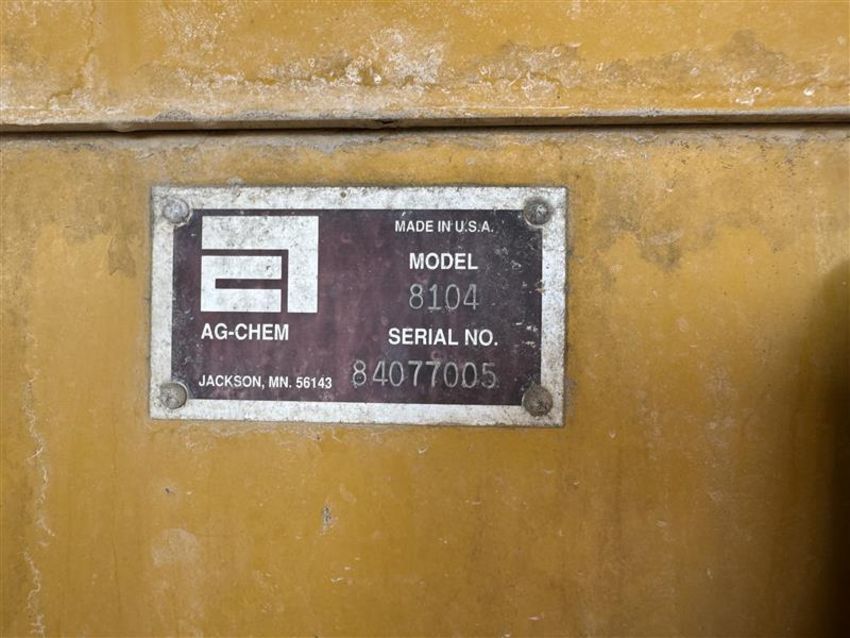 MADE IN U.S.A.
MODEL
8104
AG-CHEM
SERIAL NO.
JACKSON, MN. 56143
84077005